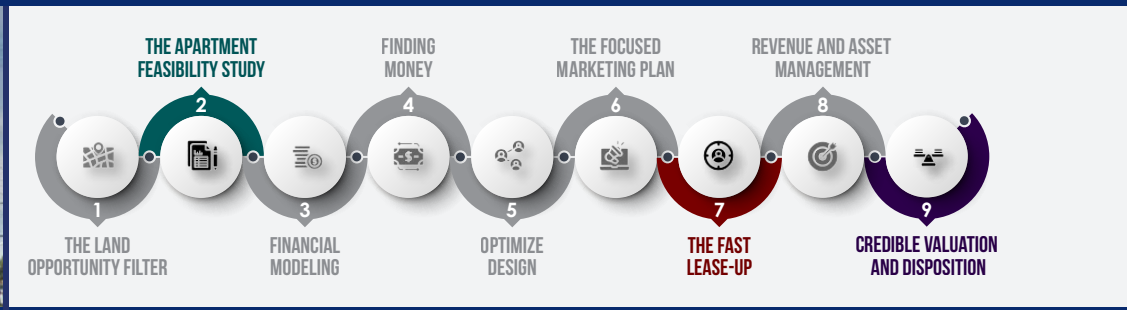 THE APARTMENT
FEASIBILITY STUDY
FINDING
MONEY
THE FOCUSED
MARKETING PLAN
REVENUE AND ASSET
MANAGEMENT
2
4
6
8
1
3
5
7
9
THE LAND
OPPORTUNITY FILTER
FINANCIAL
MODELING
OPTIMIZE
DESIGN
THE FAST
LEASE-UP
CREDIBLE VALUATION
AND DISPOSITION